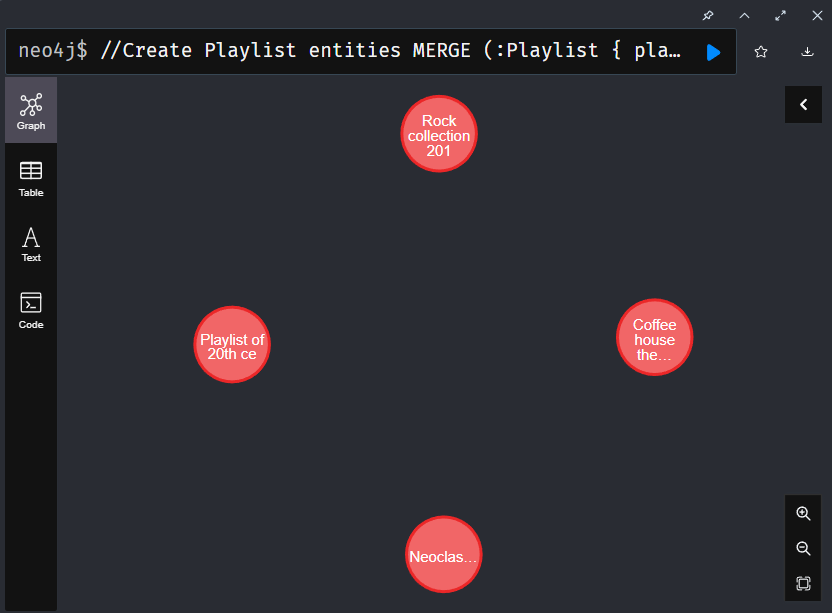 neo4j$ //Create Playlist entities MERGE (:Playlist { pla…
Graph
Table
Text
Code
Rock
collection
201
Playlist of
20th ce
Coffee
house
the…
Neoclas…